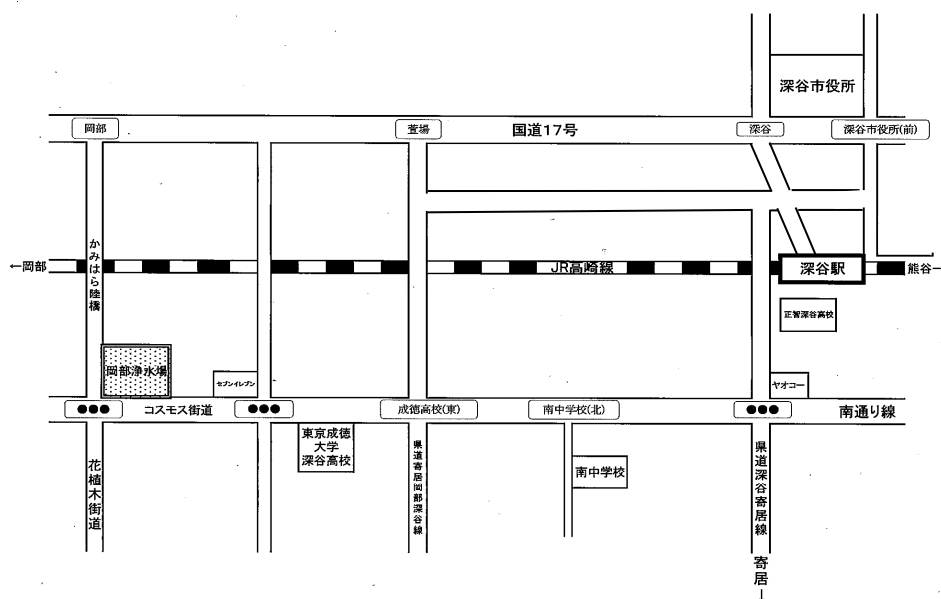 深谷市役所
岡部
萱場
国道17号
深谷
深谷市役所(前)
かみはら陸橋
←岡部
JR高崎線
深谷駅
熊谷→
正智深谷高校
岡部浄水場
セブンイレブン
ヤオコー
●●●
コスモス街道
●●●
成徳高校(東)
南中学校(北)
●●●
南通り線
東京成徳
大学
深谷高校
花植木街道
県道寄居岡部深谷線
南中学校
県道深谷寄居線
寄居
↓